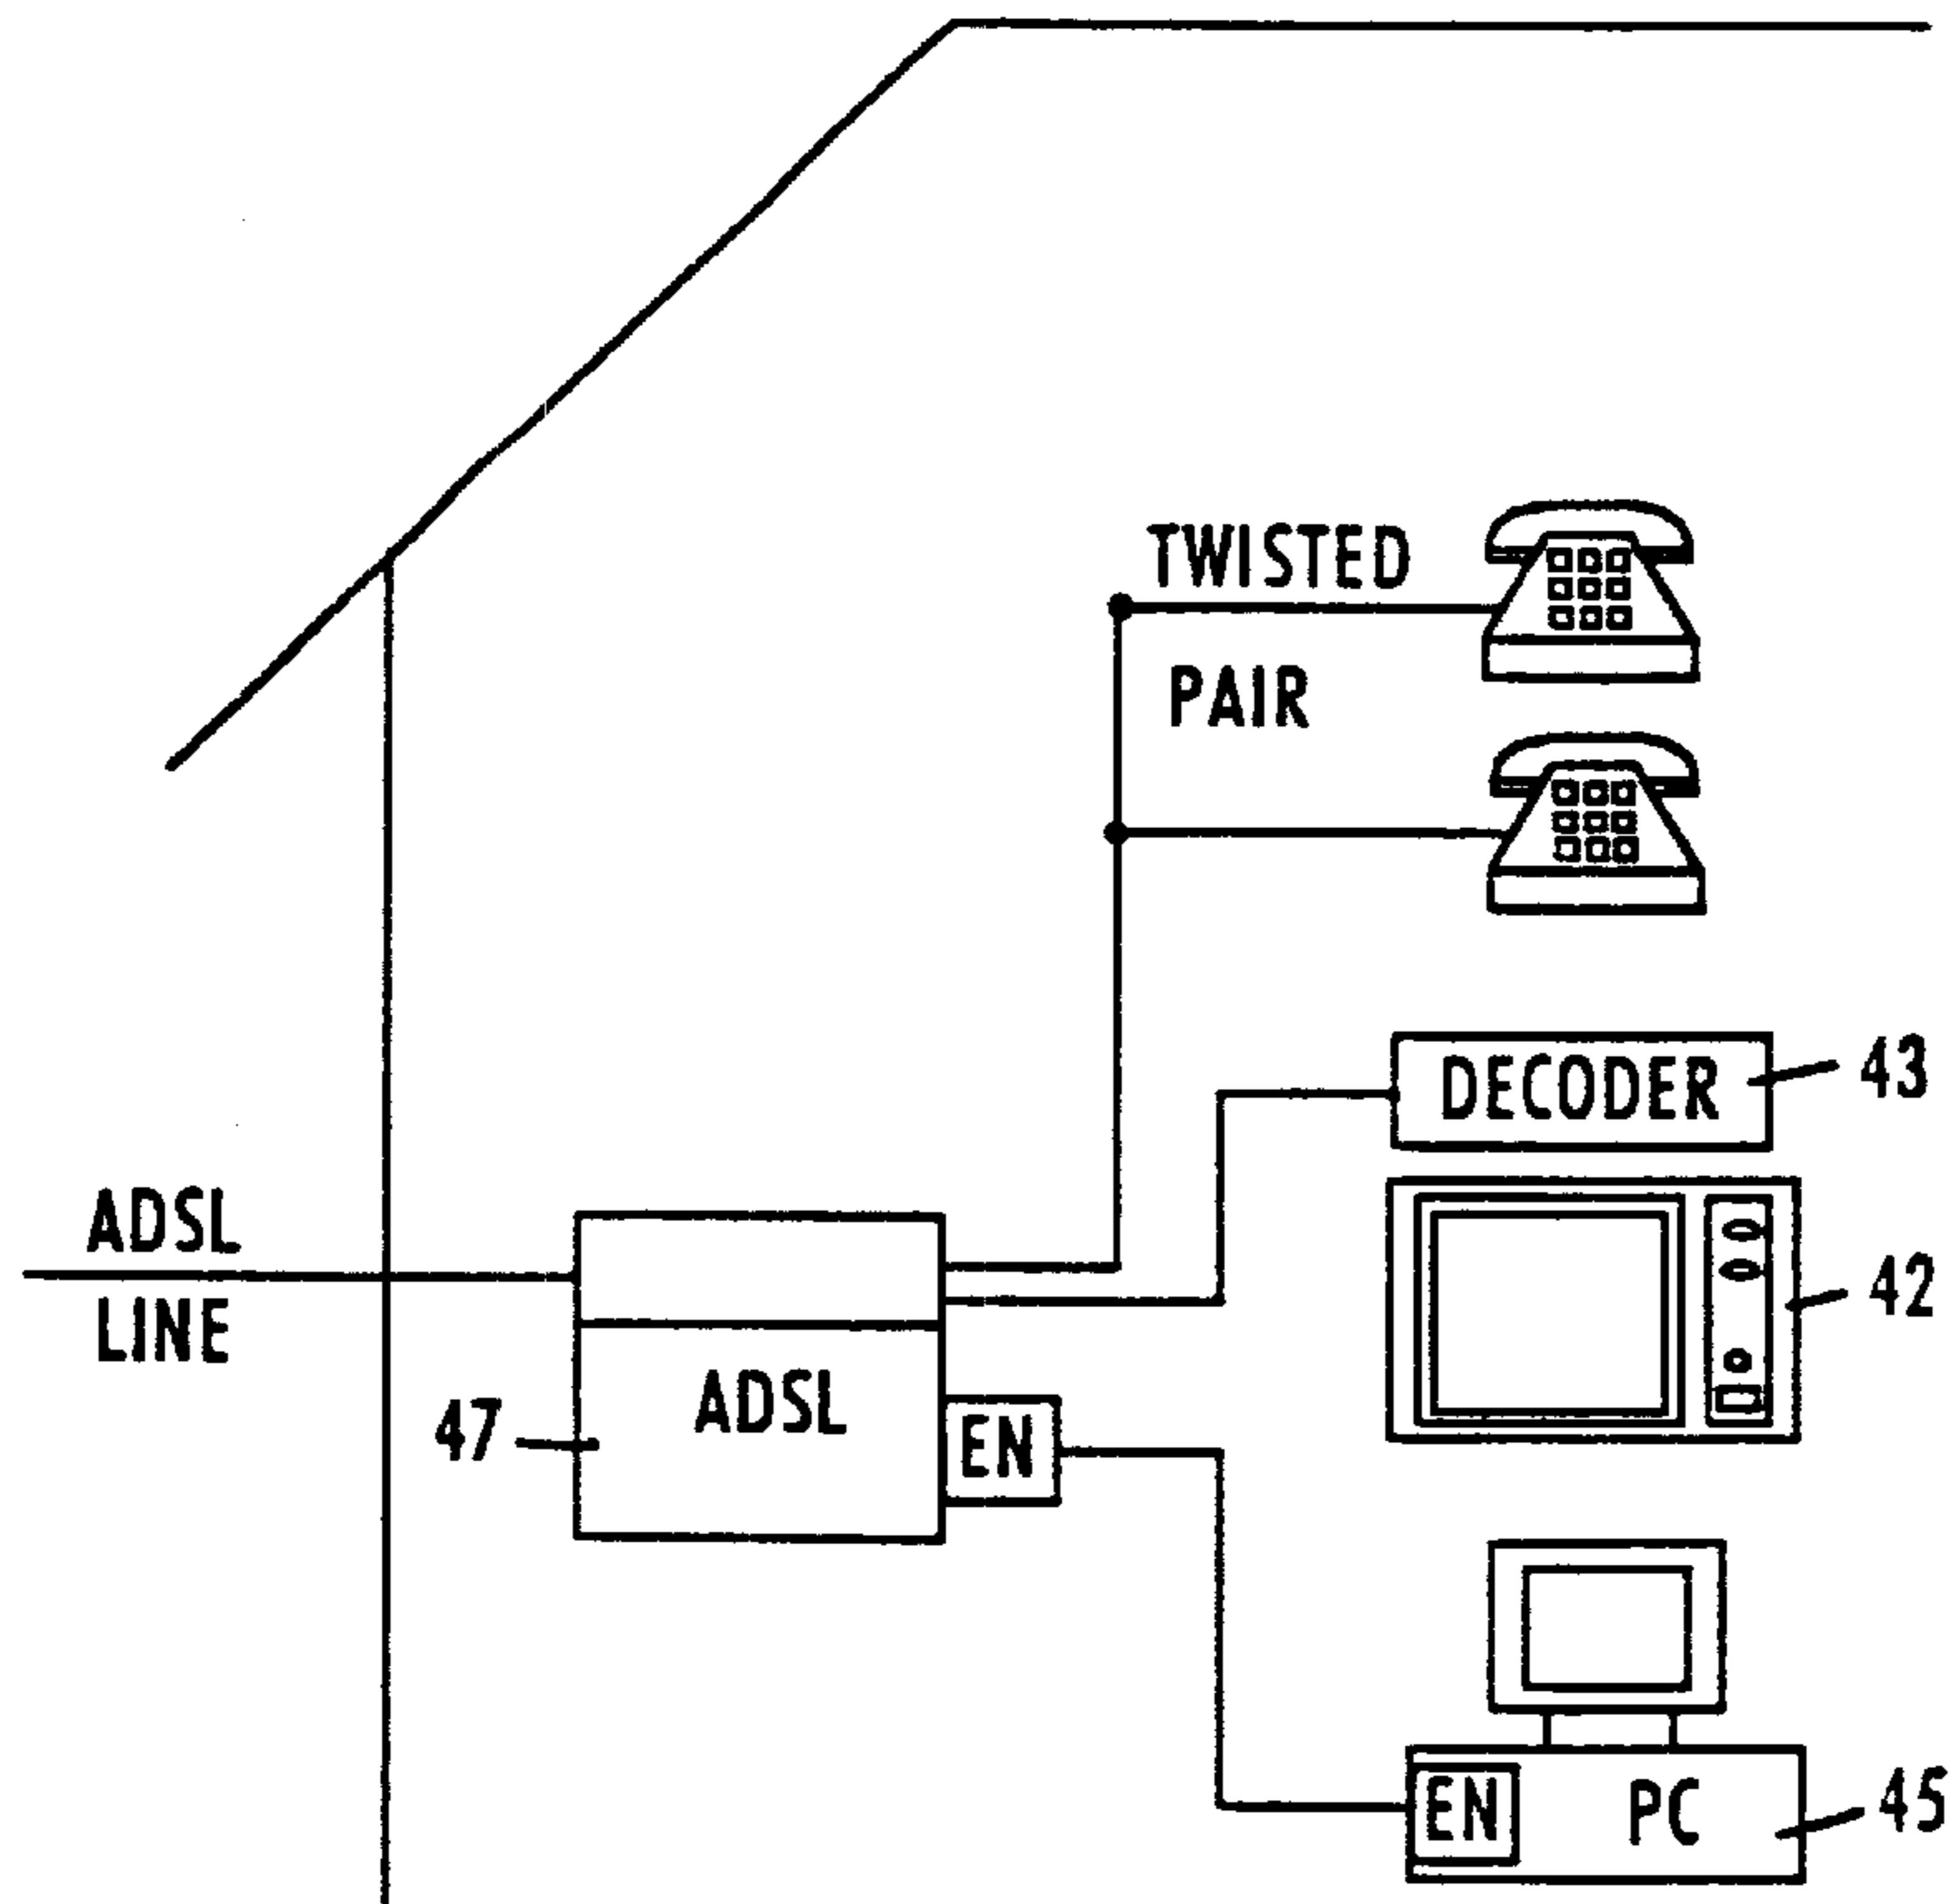 TWISTED
PAIR
DECODER
43
ADSL
LINE
42
47
ADSL
EN
EN
PC
45